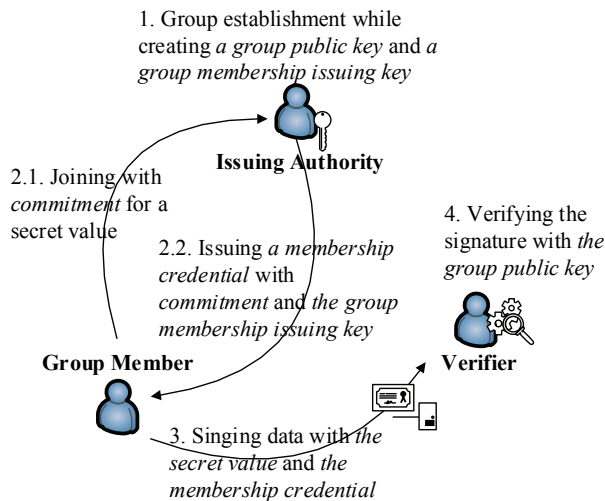 1. Group establishment while
creating a group public key and a
group membership issuing key
Issuing Authority
2.1. Joining with
commitment for a
secret value
2.2. Issuing a membership
credential with
commitment and the group
membership issuing key
4. Verifying the
signature with the
group public key
Group Member
Verifier
3. Singing data with the
secret value and the
membership credential